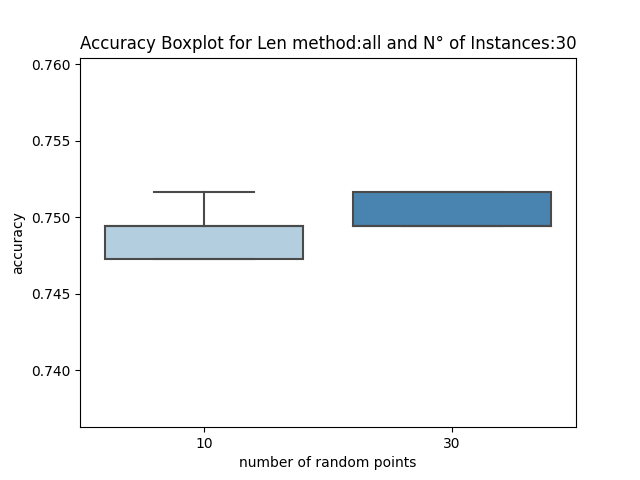 Accuracy Boxplot for Len method:all and N° of Instances:30
0.760
0.755
0.750
0.745
0.740
accuracy
10 30
number of random points